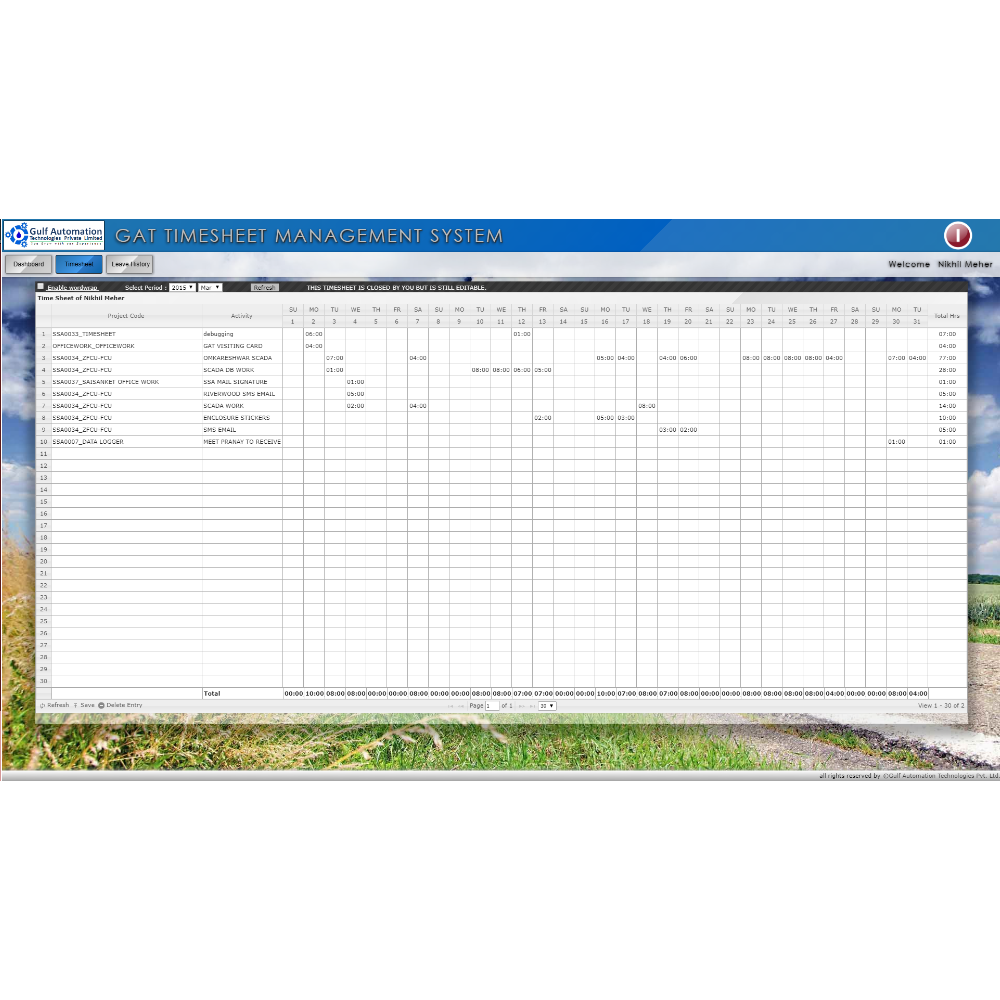 Gulf Automation
Technologies Private Limited
GAT TIMESHEET MANAGEMENT SYSTEM
Dashboard Timesheet Leave History Welcome Nikhil Meher
Enable wordwrap Select Period : 2015 Mar Refresh THIS TIMESHEET IS CLOSED BY YOU BUT IS STILL EDITABLE.
Time Sheet of Nikhil Meher
Project Code Activity SU MO TU WE TH FR SA SU MO TU WE TH FR SA SU MO TU WE TH FR SA SU MO TU WE TH FR SA SU MO TU Total Hrs
1 2 3 4 5 6 7 8 9 10 11 12 13 14 15 16 17 18 19 20 21 22 23 24 25 26 27 28 29 30 31
1 SSA0033_TIMESHEET debugging 06:00 01:00 07:00
2 OFFICEWORK_OFFICEWORK GAT VISITING CARD 04:00 04:00
3 SSA0034_ZFCU-FCU OMKARESHWAR SCADA 07:00 04:00 05:00 04:00 04:00 06:00 08:00 08:00 08:00 08:00 04:00 07:00 04:00 77:00
4 SSA0034_ZFCU-FCU SCADA DB WORK 01:00 08:00 08:00 06:00 05:00 28:00
5 SSA0037_SAISANKET OFFICE WORK SSA MAIL SIGNATURE 01:00 01:00
6 SSA0034_ZFCU-FCU RIVERWOOD SMS EMAIL 05:00 05:00
7 SSA0034_ZFCU-FCU SCADA WORK 02:00 04:00 08:00 14:00
8 SSA0034_ZFCU-FCU ENCLOSURE STICKERS 02:00 05:00 03:00 10:00
9 SSA0034_ZFCU-FCU SMS EMAIL 03:00 02:00 05:00
10 SSA0007_DATA LOGGER MEET PRANAY TO RECEIVE 01:00 01:00
11
12
13
14
15
16
17
18
19
20
21
22
23
24
25
26
27
28
29
30
Total 00:00 10:00 08:00 08:00 00:00 00:00 08:00 00:00 00:00 08:00 08:00 07:00 07:00 00:00 00:00 10:00 07:00 08:00 07:00 08:00 00:00 00:00 08:00 08:00 08:00 08:00 04:00 00:00 00:00 08:00 04:00
Refresh Save Delete Entry Page 1 of 1 30 View 1 - 30 of 2
all rights reserved by ©Gulf Automation Technologies Pvt. Ltd.